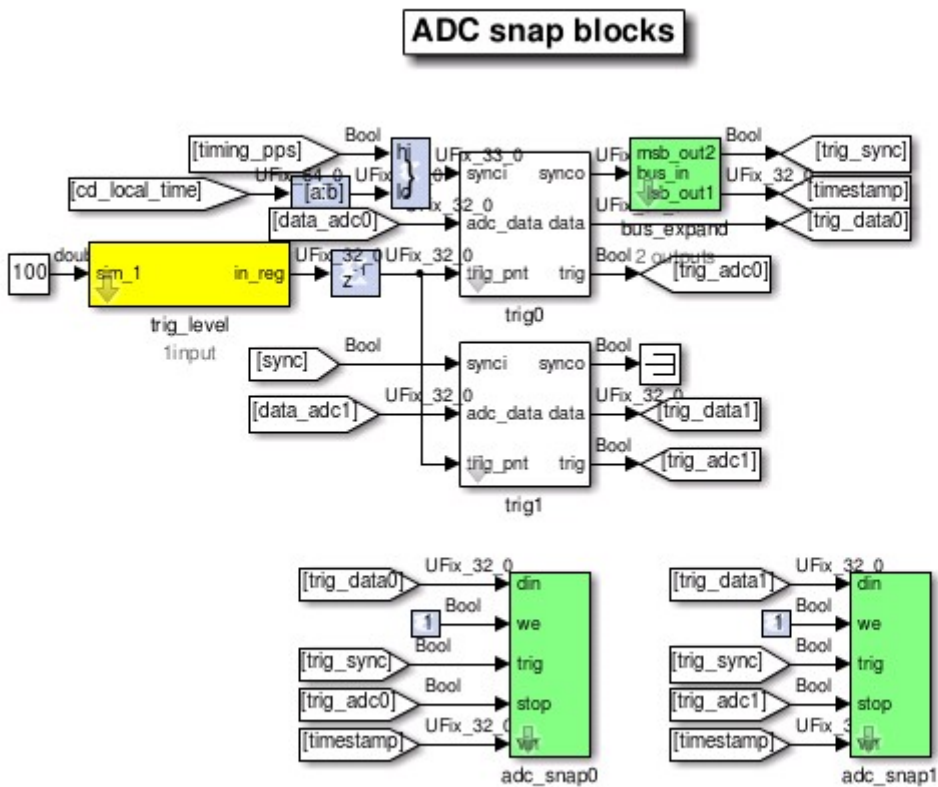 ADC snap blocks
[timing_pps]
Bool
hi
lo
UFix_33_0
[cd_local_time]
[a:b]
[data_adc0]
UFix_32_0
synci
synco
adc_data
data
trig_pnt
trig
trig0
UFix
msb_out2
bus_in
lsb_out1
bus_expand
2 outputs
Bool
[trig_sync]
UFix_32_0
[timestamp]
[trig_data0]
Bool
[trig_adc0]
100
sim_1
in_reg
trig_level
1input
UFix_32_0
UFix_32_0
[sync]
Bool
[data_adc1]
UFix_32_0
synci
synco
adc_data
data
trig_pnt
trig
trig1
Bool
UFix_32_0
[trig_data1]
Bool
[trig_adc1]
[trig_data0]
UFix_32_0
din
1
Bool
we
[trig_sync]
Bool
trig
[trig_adc0]
Bool
stop
[timestamp]
UFix_32_0
adc_snap0
[trig_data1]
UFix_32_0
din
1
Bool
we
[trig_sync]
Bool
trig
[trig_adc1]
Bool
stop
[timestamp]
adc_snap1